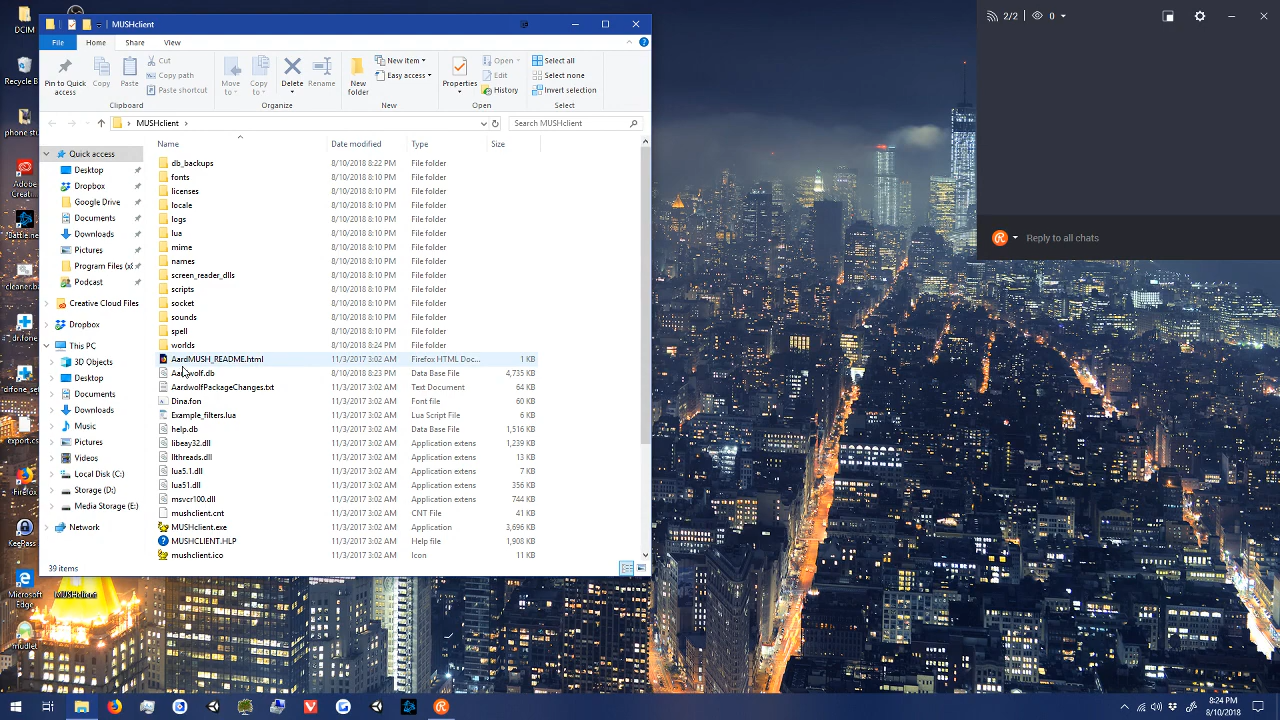 DCIM
MUSHclient
2/2
0
File
Home
Share
View
Recycle B
Pin to Quick access
Copy
Paste
Cut
Copy path
Paste shortcut
Clipboard
Move to
Copy to
Delete
Rename
Organize
New folder
New item
Easy access
New
Properties
Open
Edit
History
Open
Select all
Select none
Invert selection
Select
MUSHclient
Search MUSHclient
phone stu
Adobe
Creati
Battle.ne
cleaner.b
export.cs
Firefox
KeePas
Microsoft
Edge
mudlet
MUSHclient
Quick access
Desktop
Dropbox
Google Drive
Documents
Downloads
Pictures
Program Files (x8
Podcast
Creative Cloud Files
Dropbox
This PC
3D Objects
Desktop
Documents
Downloads
Music
Pictures
Videos
Local Disk (C:)
Storage (D:)
Media Storage (E:)
Network
Name Date modified Type Size
db_backups 8/10/2018 8:22 PM File folder
fonts 8/10/2018 8:10 PM File folder
licenses 8/10/2018 8:10 PM File folder
locale 8/10/2018 8:10 PM File folder
logs 8/10/2018 8:10 PM File folder
lua 8/10/2018 8:10 PM File folder
mime 8/10/2018 8:10 PM File folder
names 8/10/2018 8:10 PM File folder
screen_reader_dlls 8/10/2018 8:10 PM File folder
scripts 8/10/2018 8:10 PM File folder
socket 8/10/2018 8:10 PM File folder
sounds 8/10/2018 8:10 PM File folder
spell 8/10/2018 8:10 PM File folder
worlds 8/10/2018 8:24 PM File folder
AardMUSH_README.html 11/3/2017 3:02 AM Firefox HTML Doc... 1 KB
Aardwolf.db 8/10/2018 8:23 PM Data Base File 4,735 KB
AardwolfPackageChanges.txt 11/3/2017 3:02 AM Text Document 64 KB
Dina.fon 11/3/2017 3:02 AM Font file 60 KB
Example_filters.lua 11/3/2017 3:02 AM Lua Script File 6 KB
help.db 11/3/2017 3:02 AM Data Base File 1,516 KB
libeay32.dll 11/3/2017 3:02 AM Application extens 1,239 KB
llthreads.dll 11/3/2017 3:02 AM Application extens 13 KB
lua5.1.dll 11/3/2017 3:02 AM Application extens 7 KB
lua51.dll 11/3/2017 3:02 AM Application extens 356 KB
msvcr100.dll 11/3/2017 3:02 AM Application extens 744 KB
mushclient.cnt 11/3/2017 3:02 AM CNT File 41 KB
MUSHclient.exe 11/3/2017 3:02 AM Application 3,696 KB
MUSHCLIENT.HLP 11/3/2017 3:02 AM Help file 1,908 KB
mushclient.ico 11/3/2017 3:02 AM Icon 11 KB
39 items
Reply to all chats
8:24 PM
8/10/2018